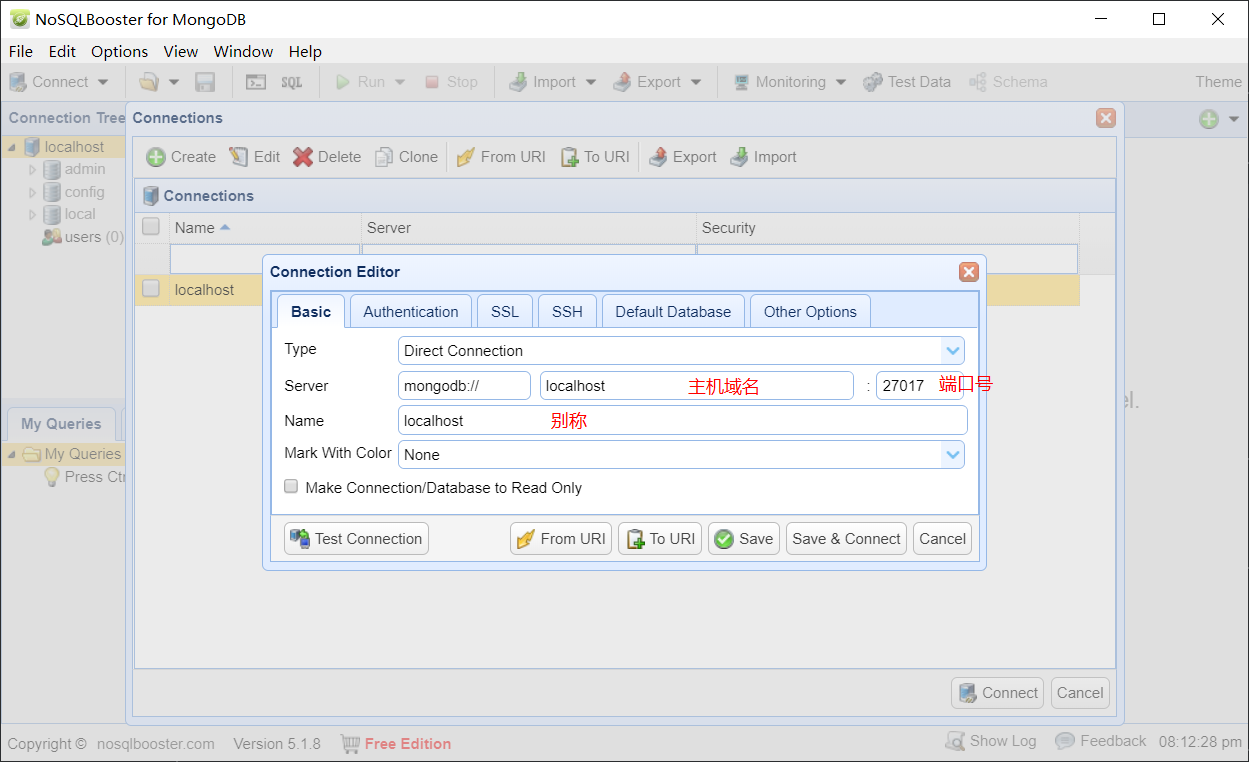 NoSQLBooster for MongoDB
File Edit Options View Window Help
Connect SQL Run Stop Import Export Monitoring Test Data Schema Theme
Connection Tree
Connections
localhost
admin
config
local
users (0)
Create Edit Delete Clone From URI To URI Export Import
Connections
Name Server Security
localhost
Connection Editor
Basic Authentication SSL SSH Default Database Other Options
Type Direct Connection
Server mongodb:// localhost 主机域名 : 27017 端口号
Name localhost 别称
Mark With Color None
Make Connection/Database to Read Only
Test Connection From URI To URI Save Save & Connect Cancel
My Queries
My Queries
Press Ctr
Connect Cancel
Copyright © nosqlbooster.com Version 5.1.8 Free Edition Show Log Feedback 08:12:28 pm